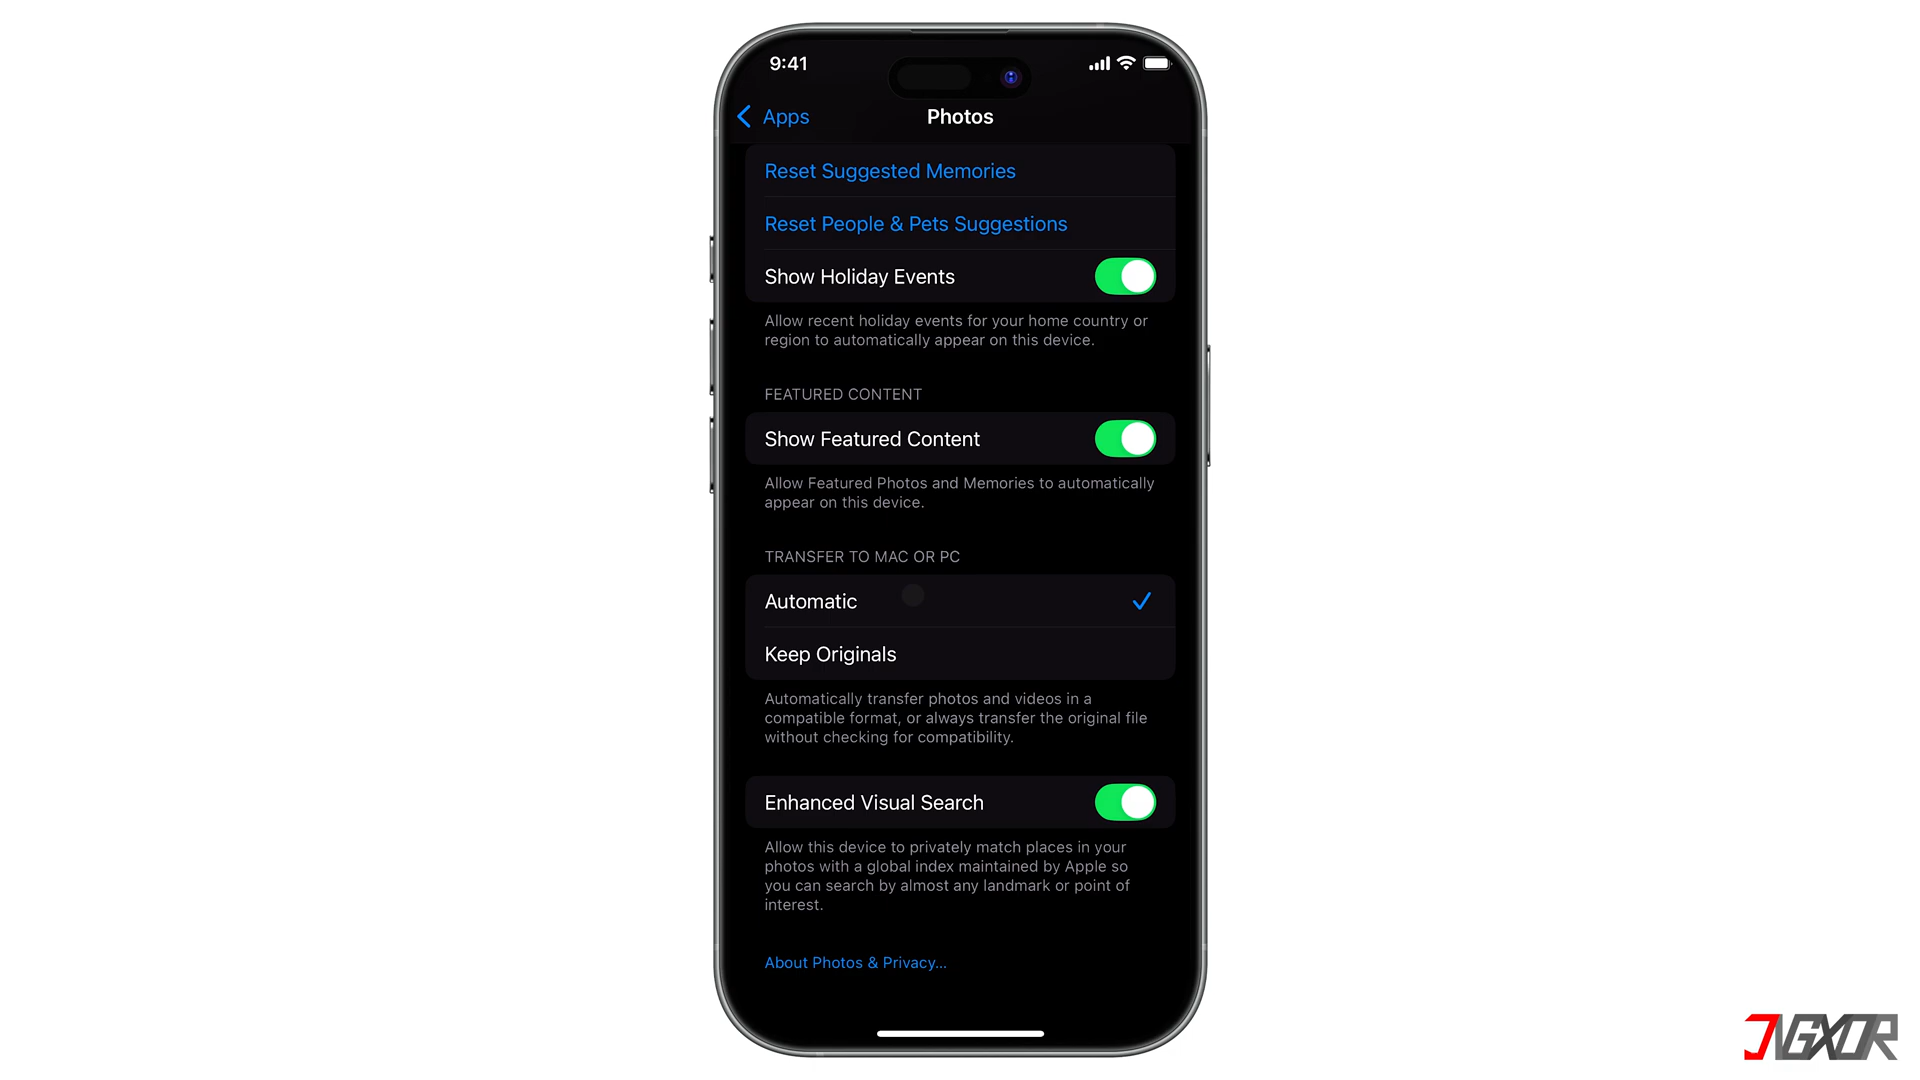 9:41
Apps
Photos
Reset Suggested Memories
Reset People & Pets Suggestions
Show Holiday Events
Allow recent holiday events for your home country or
region to automatically appear on this device.
FEATURED CONTENT
Show Featured Content
Allow Featured Photos and Memories to automatically
appear on this device.
TRANSFER TO MAC OR PC
Automatic
Keep Originals
Automatically transfer photos and videos in a
compatible format, or always transfer the original file
without checking for compatibility.
Enhanced Visual Search
Allow this device to privately match places in your
photos with a global index maintained by Apple so
you can search by almost any landmark or point of
interest.
About Photos & Privacy...
JVGXOR